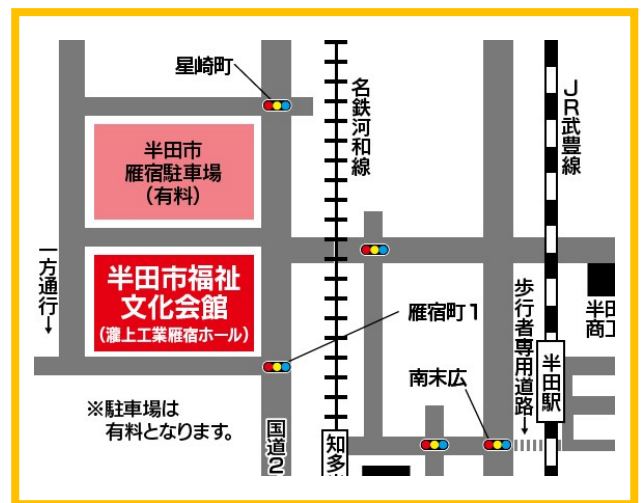 星崎町
名鉄河和線
JR武豊線
半田市
雁宿駐車場
(有料)
一方通行↓
半田市福祉
文化会館
(瀧上工業雁宿ホール)
雁宿町1
歩行者専用道路→
半田
商工
半田駅
南末広
※駐車場は
有料となります。
国道2
知多